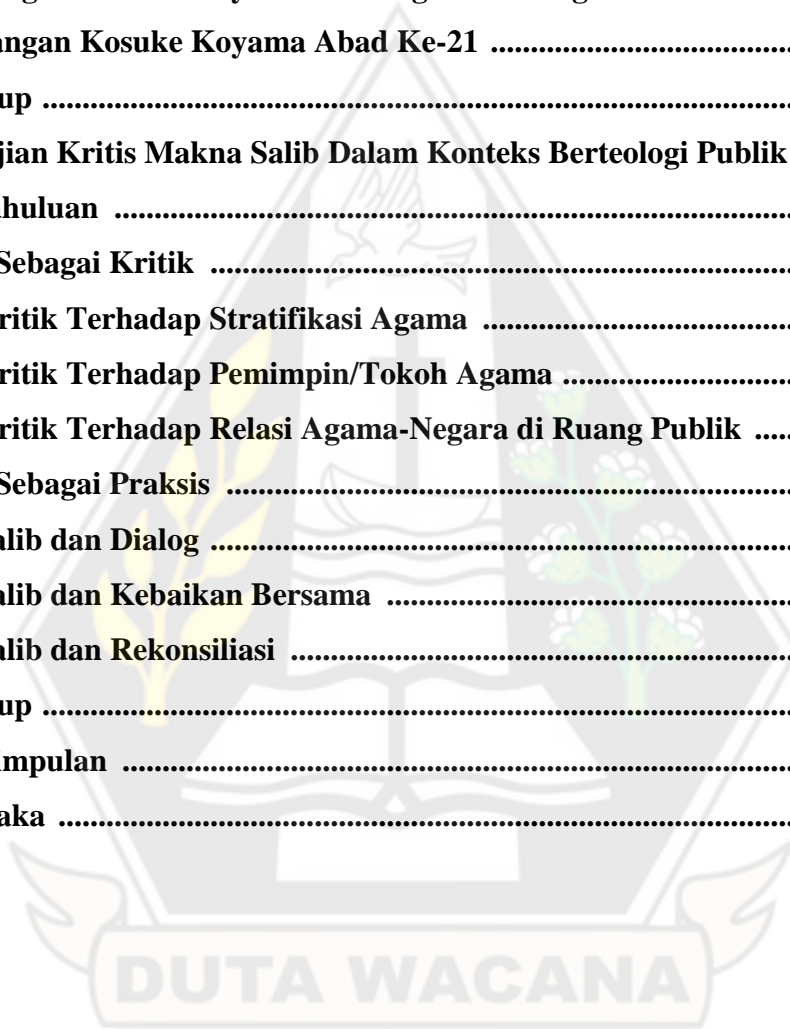 angan Kosuke Koyama Abad Ke-21 ........................................
up ........................................
jian Kritis Makna Salib Dalam Konteks Berteologi Publik
ahuluan ........................................
Sebagai Kritik ........................................
ritik Terhadap Stratifikasi Agama ........................................
ritik Terhadap Pemimpin/Tokoh Agama ........................................
ritik Terhadap Relasi Agama-Negara di Ruang Publik .....
Sebagai Praksis ........................................
alib dan Dialog ........................................
alib dan Kebaikan Bersama ........................................
alib dan Rekonsiliasi ........................................
up ........................................
impulan ........................................
aka ........................................
DUTA WACANA